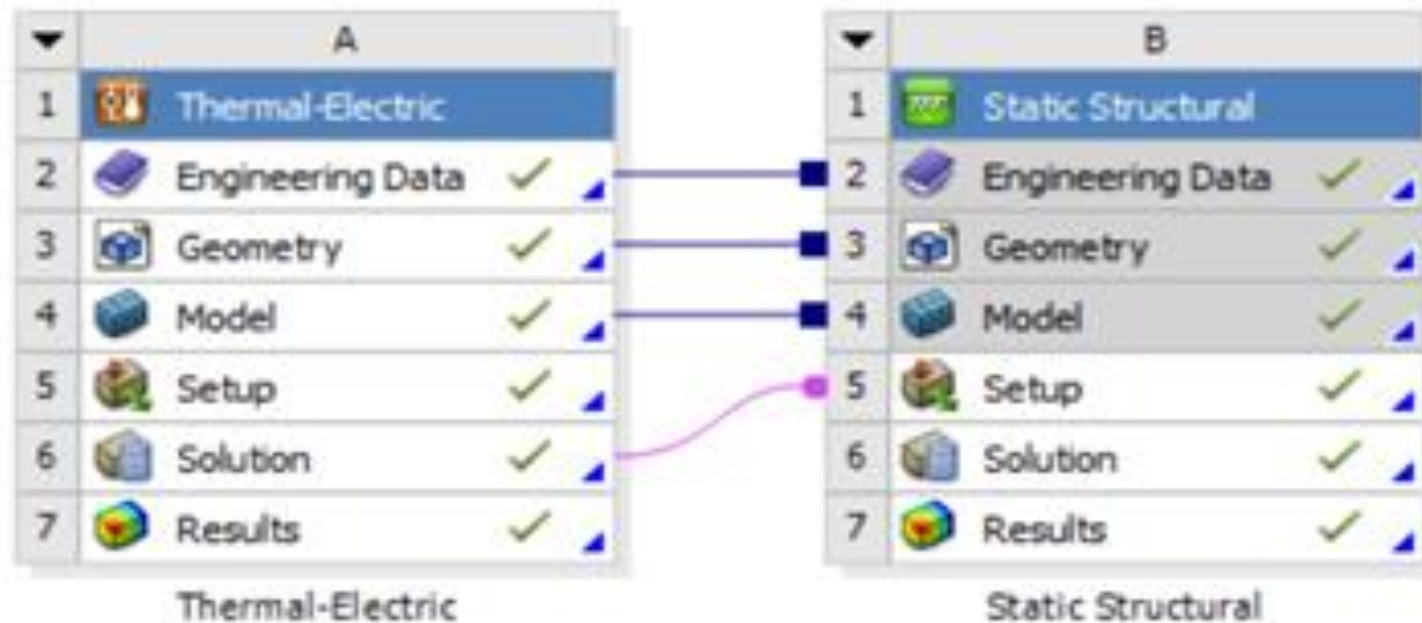 A
1 Thermal-Electric
2 Engineering Data
3 Geometry
4 Model
5 Setup
6 Solution
7 Results
Thermal-Electric
B
1 Static Structural
2 Engineering Data
3 Geometry
4 Model
5 Setup
6 Solution
7 Results
Static Structural